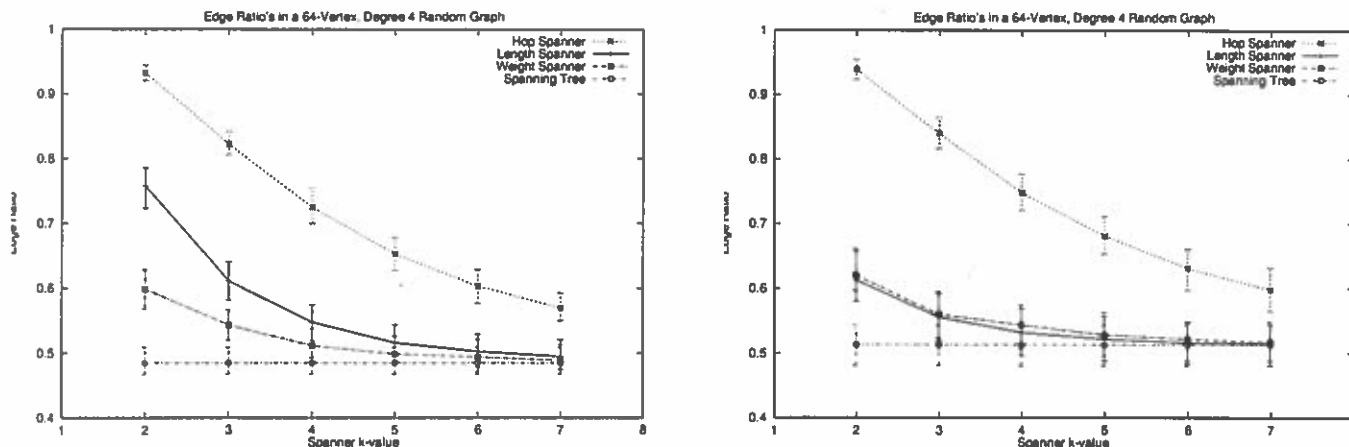 Edge Ratio's in a 64-Vertex, Degree 4 Random Graph
Hop Spanner
Length Spanner
Weight Spanner
Spanning Tree
1
0.9
0.8
0.7
0.6
0.5
0.4
Edge Ratio
1 2 3 4 5 6 7 8
Spanner k-value
Edge Ratio's in a 64-Vertex, Degree 4 Random Graph
Hop Spanner
Length Spanner
Weight Spanner
Spanning Tree
1
0.9
0.8
0.7
0.6
0.5
0.4
Edge Ratio
1 2 3 4 5 6 7
Spanner k-value